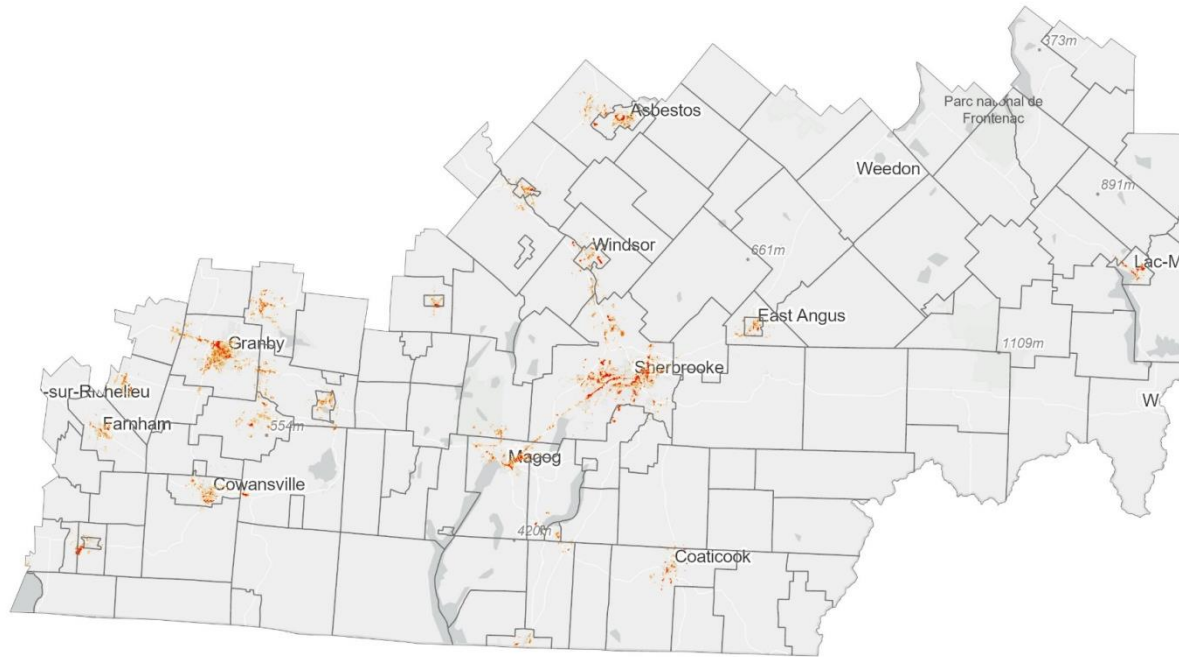 373m
Parc national de
Frontenac
Asbestos
Weedon
891m
Windsor
661m
Lac-M
East Angus
Granby
1109m
Sherbrooke
-sur-Richelieu
W
Farnham
554m
Magog
Cowansville
420m
Coaticook